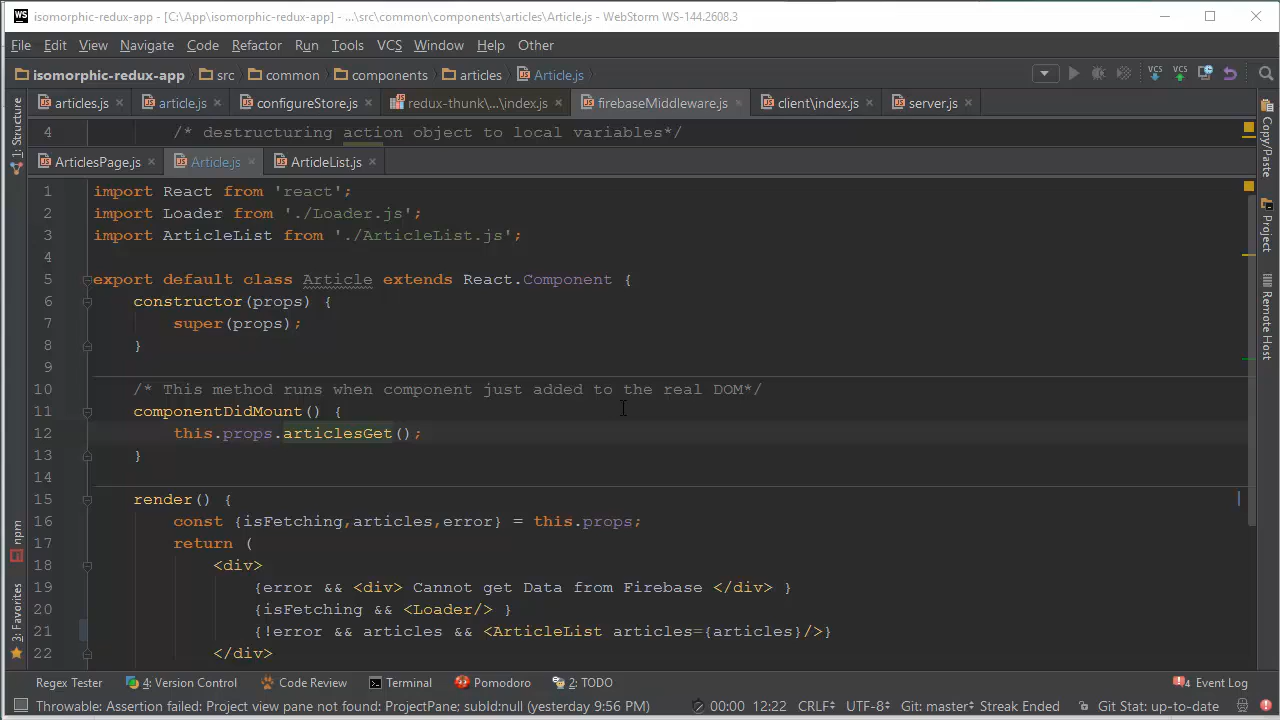 WS isomorphic-redux-app - [C:\App\isomorphic-redux-app] - ...\src\common\components\articles\Article.js - WebStorm WS-144.2608.3
File Edit View Navigate Code Refactor Run Tools VCS Window Help Other
isomorphic-redux-app src common components articles Article.js VCS VCS
articles.js article.js configureStore.js redux-thunk\...\index.js firebaseMiddleware.js client\index.js server.js
4 /* destructuring action object to local variables*/
ArticlesPage.js Article.js ArticleList.js
1 import React from 'react';
2 import Loader from './Loader.js';
3 import ArticleList from './ArticleList.js';
4
5 export default class Article extends React.Component {
6 constructor(props) {
7 super(props);
8 }
9
10 /* This method runs when component just added to the real DOM*/
11 componentDidMount() {
12 this.props.articlesGet();
13 }
14
15 render() {
16 const {isFetching,articles,error} = this.props;
17 return (
18 <div>
19 {error && <div> Cannot get Data from Firebase </div> }
20 {isFetching && <Loader/> }
21 {!error && articles && <ArticleList articles={articles}/>}
22 </div>
1: Structure
npm
2: Favorites
Copy/Paste
Project
Remote Host
Regex Tester 4: Version Control Code Review Terminal Pomodoro 2: TODO 4 Event Log
Throwable: Assertion failed: Project view pane not found: ProjectPane; subId:null (yesterday 9:56 PM) 00:00 12:22 CRLF UTF-8 Git: master Streak Ended Git Stat: up-to-date